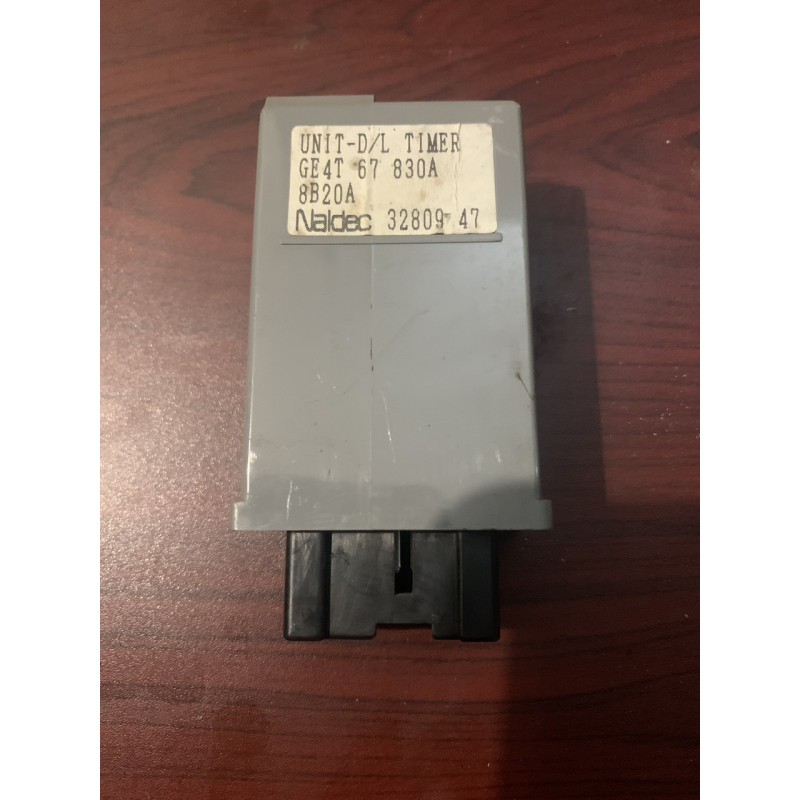 UNIT-D/L TIMER
GE4T 67 830A
8B20A
Naldec 32809 47